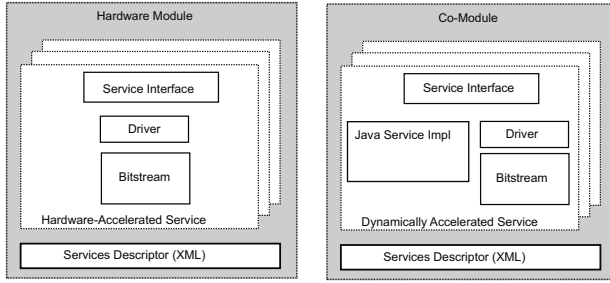 Hardware Module
Service Interface
Driver
Bitstream
Hardware-Accelerated Service
Services Descriptor (XML)
Co-Module
Service Interface
Java Service Impl
Driver
Bitstream
Dynamically Accelerated Service
Services Descriptor (XML)